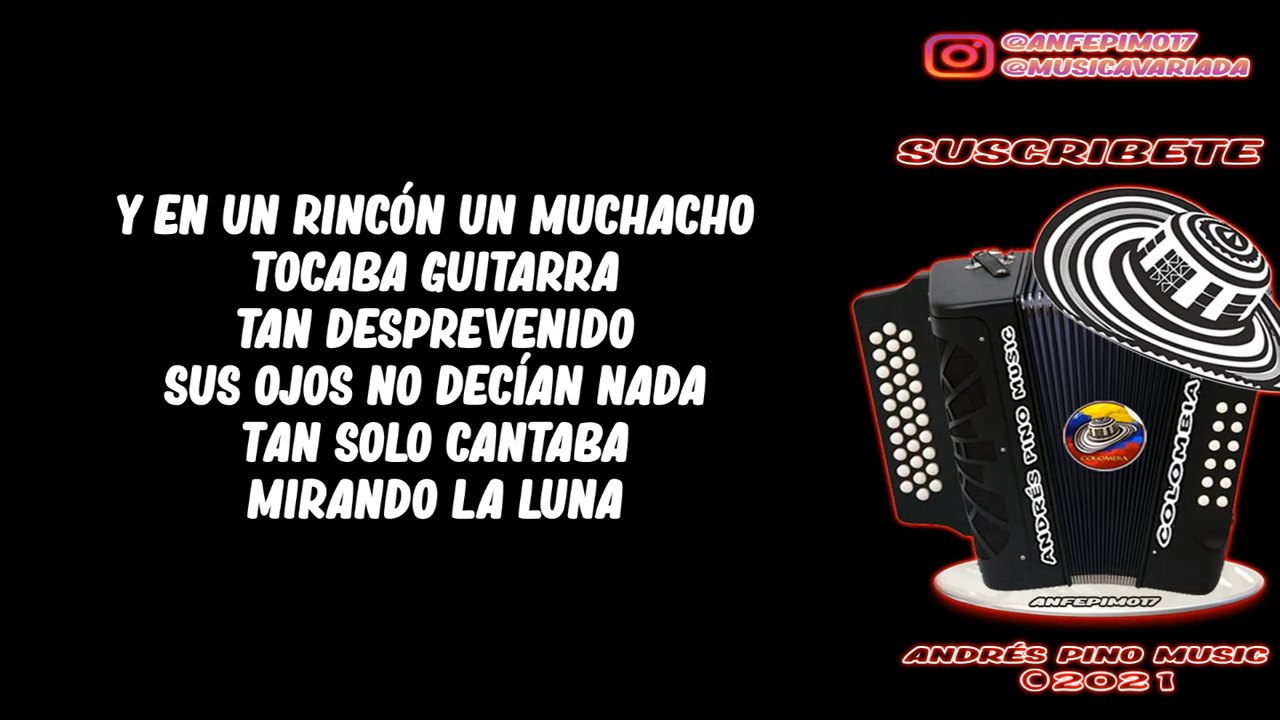 @ANFEPIMO17
@MUSICAVARIADA
SUSCRIBETE
Y EN UN RINCÓN UN MUCHACHO
TOCABA GUITARRA
TAN DESPREVENIDO
SUS OJOS NO DECÍAN NADA
TAN SOLO CANTABA
MIRANDO LA LUNA
ANDRÉS PINO MUSIC
COLOMBIA
COLOMBIA
ANFEPIMO17
ANDRÉS PINO MUSIC
©2021